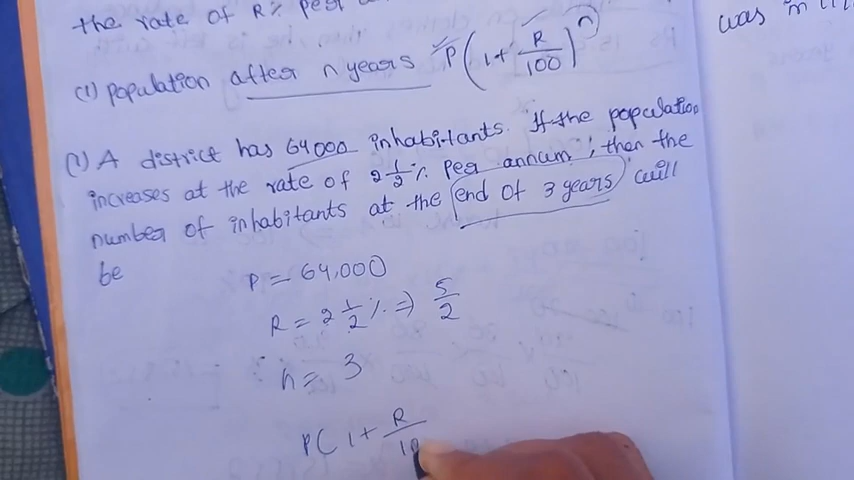 the rate of R% per
(1) population after n years P(1+R/100)^n
(1) A district has 64000 inhabitants. If the population
increases at the rate of 2 1/2 % per annum, then the
number of inhabitants at the end of 3 years will
be
P = 64,000
R = 2 1/2 % => 5/2
n = 3
P(1+R/10
was